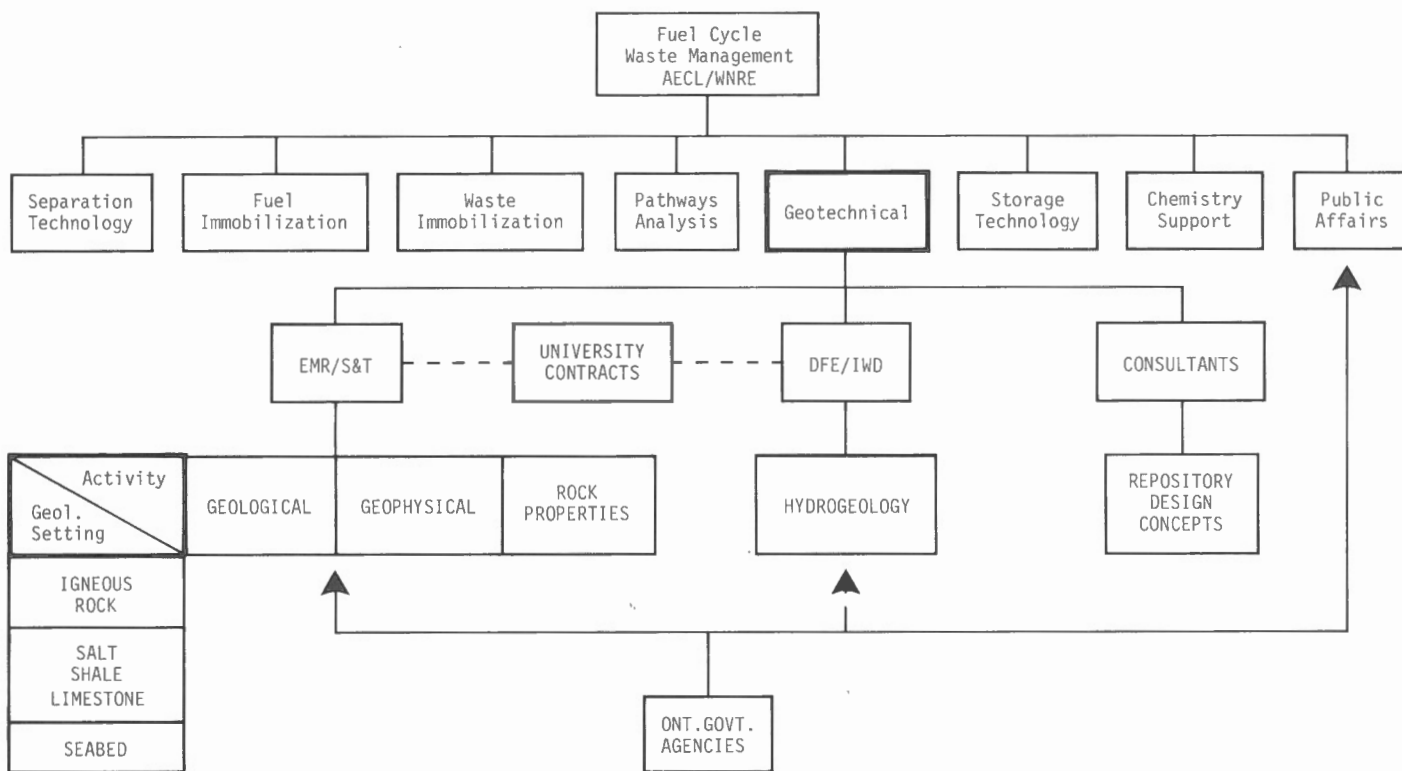 Fuel Cycle
Waste Management
AECL/WNRE
Separation
Technology
Fuel
Immobilization
Waste
Immobilization
Pathways
Analysis
Geotechnical
Storage
Technology
Chemistry
Support
Public
Affairs
EMR/S&T
UNIVERSITY
CONTRACTS
DFE/IWD
CONSULTANTS
Activity
Geol.
Setting
GEOLOGICAL
GEOPHYSICAL
ROCK
PROPERTIES
HYDROGEOLOGY
REPOSITORY
DESIGN
CONCEPTS
IGNEOUS
ROCK
SALT
SHALE
LIMESTONE
SEABED
ONT.GOVT.
AGENCIES